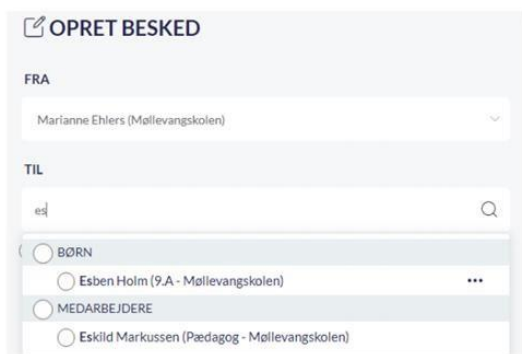 OPRET BESKED
FRA
Marianne Ehlers (Møllevangskolen)
TIL
es
BØRN
Esben Holm (9.A - Møllevangskolen)
MEDARBEJDERE
Eskild Markussen (Pædagog - Møllevangskolen)